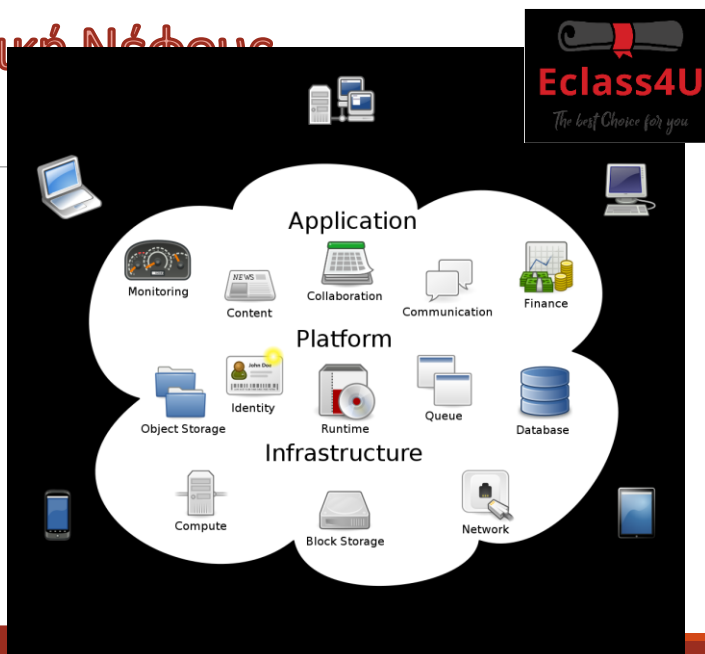 Νέφους
Eclass4U
The best Choice for you
Application
Monitoring
NEWS
Content
Collaboration
Communication
Finance
Platform
Object Storage
John Doe
Identity
Runtime
Queue
Database
Infrastructure
Compute
Block Storage
Network